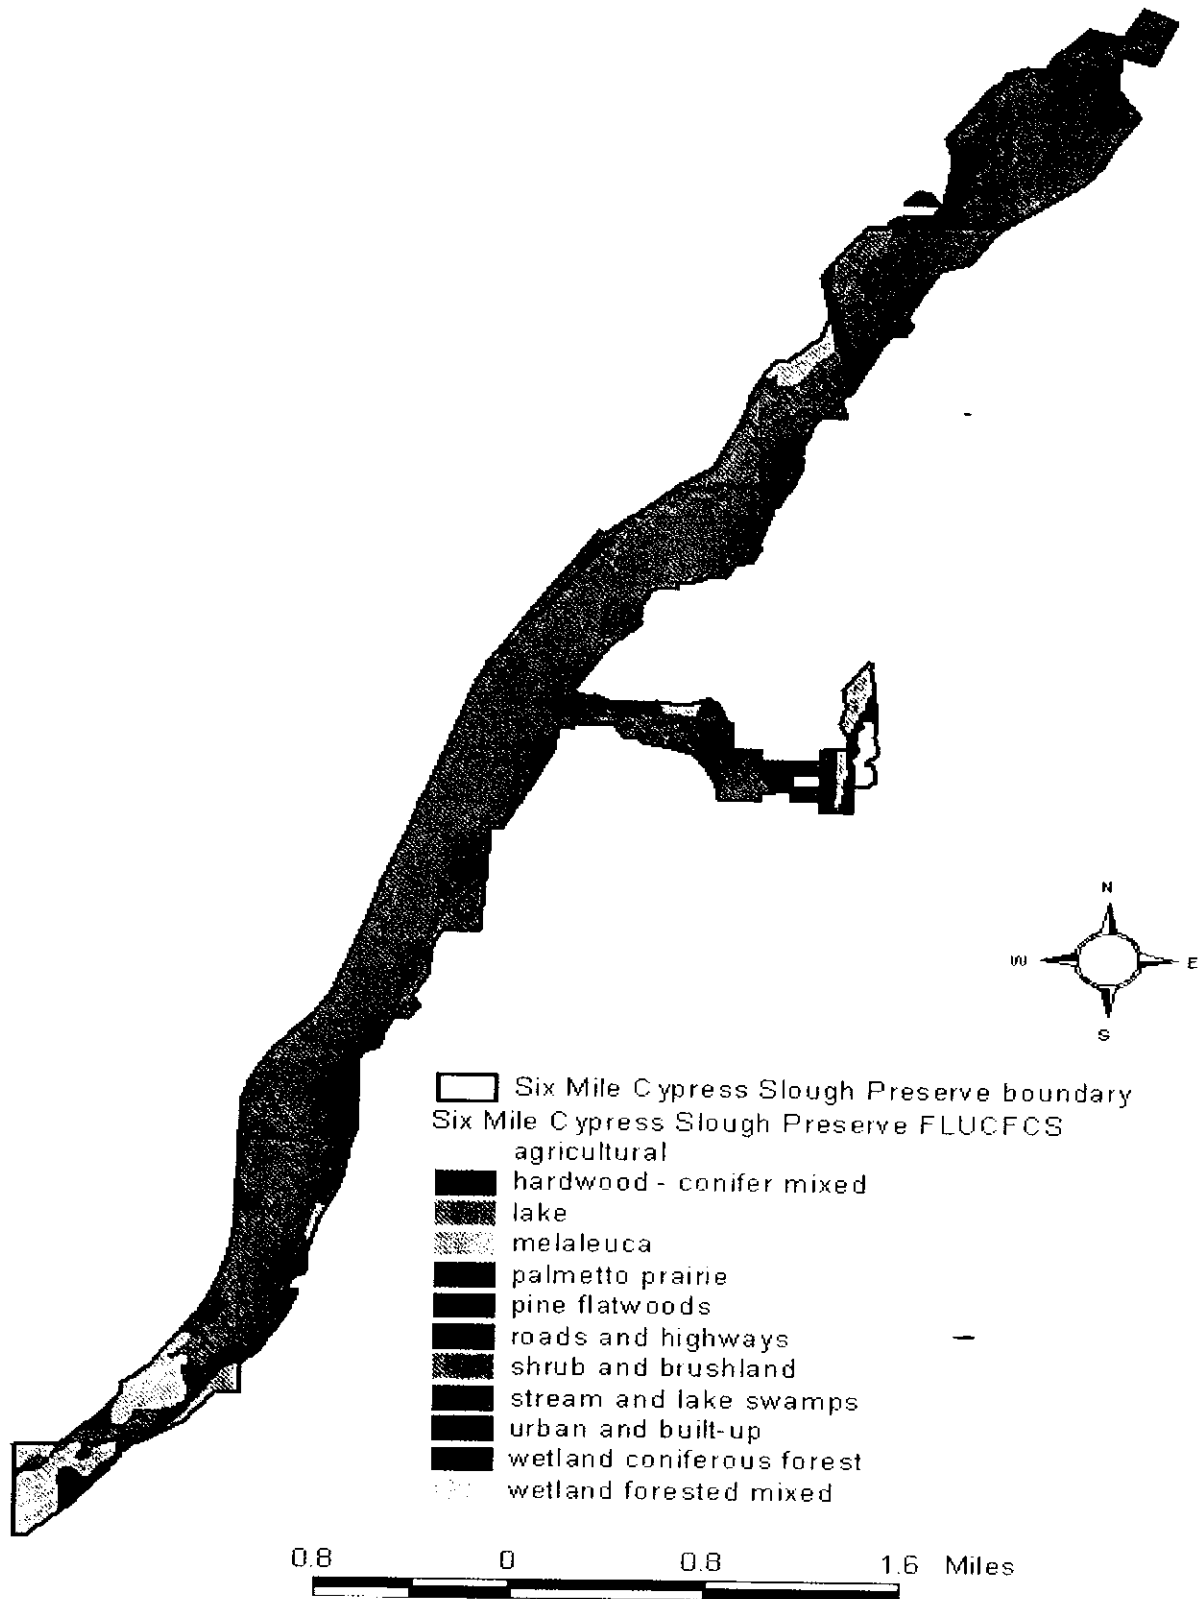 N
W E
S
Six Mile Cypress Slough Preserve boundary
Six Mile Cypress Slough Preserve FLUCFCS
agricultural
hardwood - conifer mixed
lake
melaleuca
palmetto prairie
pine flatwoods
roads and highways
shrub and brushland
stream and lake swamps
urban and built-up
wetland coniferous forest
wetland forested mixed
0.8 0 0.8 1.6 Miles